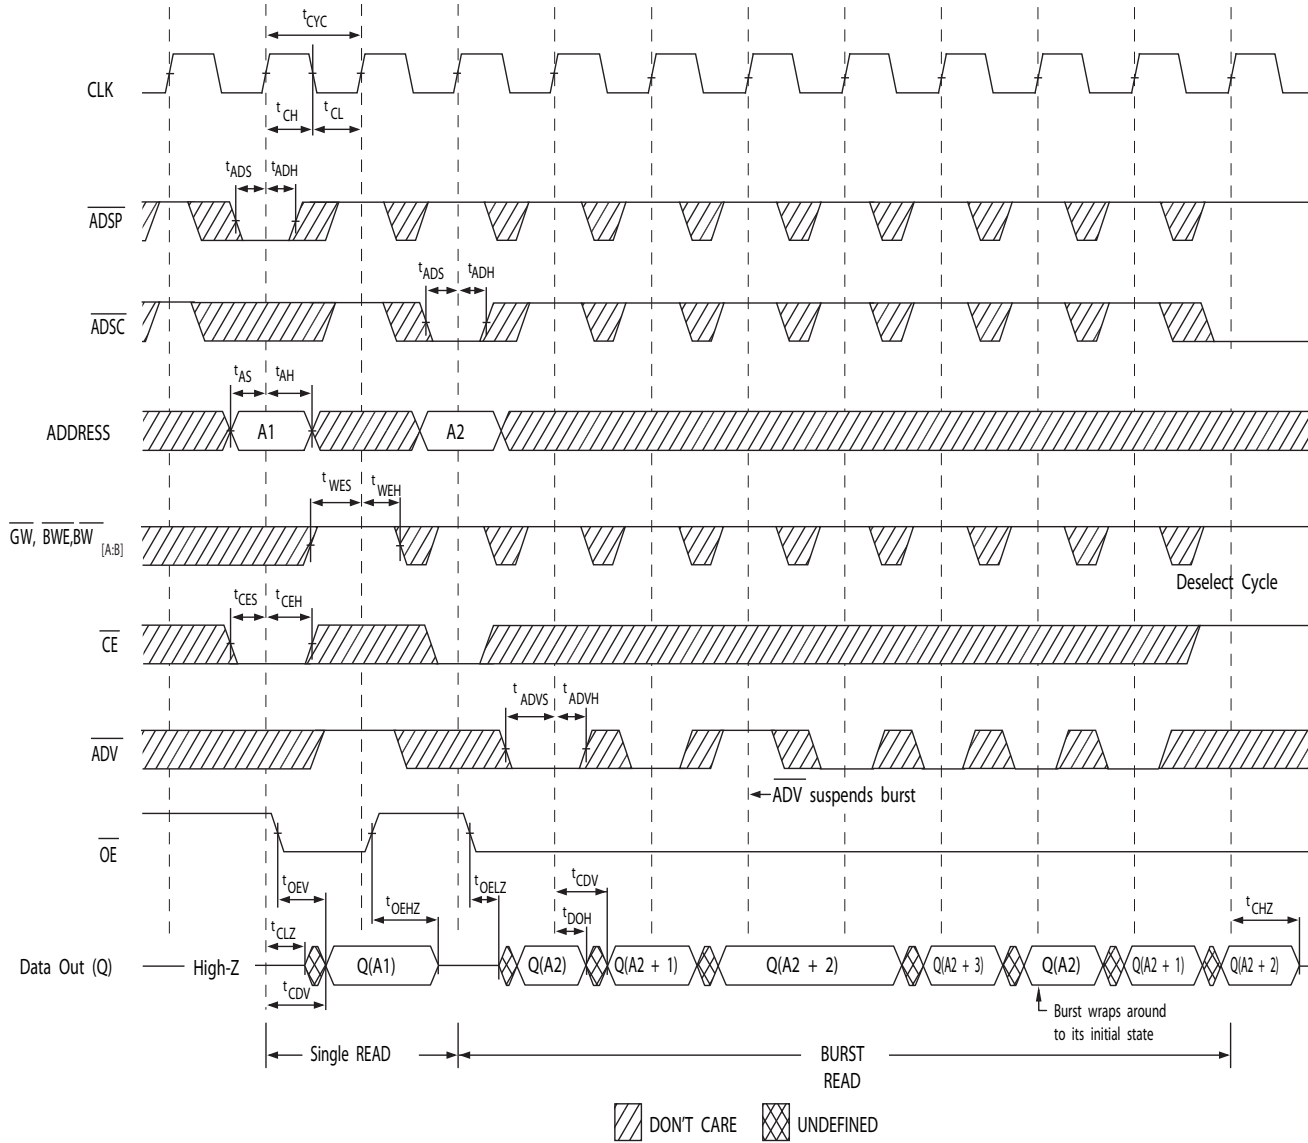 tCYC
CLK
tCH
tCL
tADS
tADH
ADSP
tADS
tADH
ADSC
tAS
tAH
ADDRESS
A1
A2
tWES
tWEH
GW, BWE,BW [A:B]
Deselect Cycle
tCES
tCEH
CE
tADVS
tADVH
ADV
ADV suspends burst
OE
tOEV
tOEHZ
tOELZ
tCDV
tDOH
tCHZ
tCLZ
Data Out (Q)
High-Z
Q(A1)
Q(A2)
Q(A2 + 1)
Q(A2 + 2)
Q(A2 + 3)
Q(A2)
Q(A2 + 1)
Q(A2 + 2)
tCDV
Burst wraps around
to its initial state
Single READ
BURST
READ
DON'T CARE
UNDEFINED